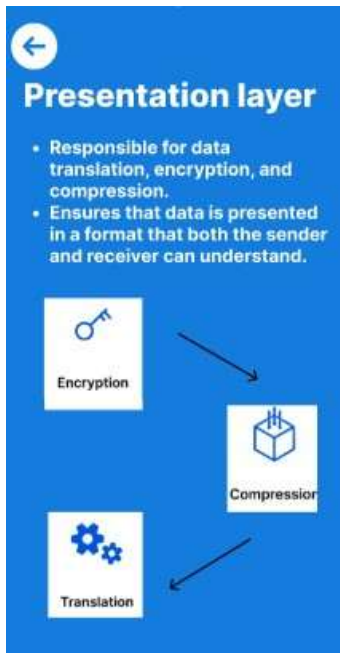 Presentation layer
• Responsible for data
translation, encryption, and
compression.
• Ensures that data is presented
in a format that both the sender
and receiver can understand.
Encryption
Compression
Translation